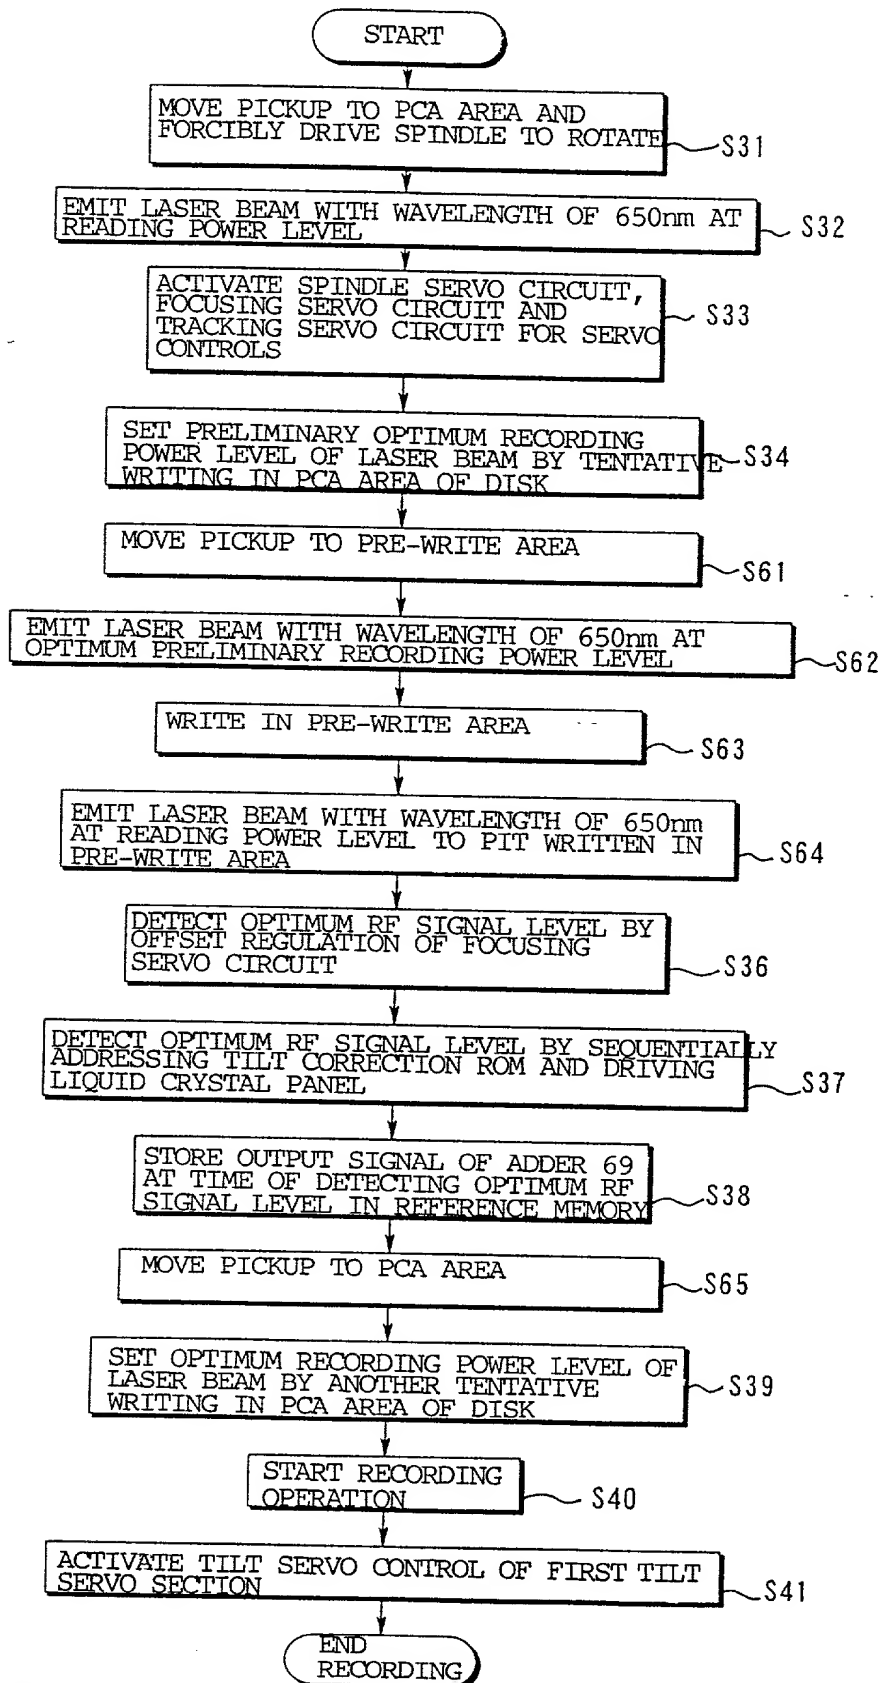 START
MOVE PICKUP TO PCA AREA AND
FORCIBLY DRIVE SPINDLE TO ROTATE
S31
EMIT LASER BEAM WITH WAVELENGTH OF 650nm AT
READING POWER LEVEL
S32
ACTIVATE SPINDLE SERVO CIRCUIT,
FOCUSING SERVO CIRCUIT AND
TRACKING SERVO CIRCUIT FOR SERVO
CONTROLS
S33
SET PRELIMINARY OPTIMUM RECORDING
POWER LEVEL OF LASER BEAM BY TENTATIVE
WRITING IN PCA AREA OF DISK
S34
MOVE PICKUP TO PRE-WRITE AREA
S61
EMIT LASER BEAM WITH WAVELENGTH OF 650nm AT
OPTIMUM PRELIMINARY RECORDING POWER LEVEL
S62
WRITE IN PRE-WRITE AREA
S63
EMIT LASER BEAM WITH WAVELENGTH OF 650nm
AT READING POWER LEVEL TO PIT WRITTEN IN
PRE-WRITE AREA
S64
DETECT OPTIMUM RF SIGNAL LEVEL BY
OFFSET REGULATION OF FOCUSING
SERVO CIRCUIT
S36
DETECT OPTIMUM RF SIGNAL LEVEL BY SEQUENTIALLY
ADDRESSING TILT CORRECTION ROM AND DRIVING
LIQUID CRYSTAL PANEL
S37
STORE OUTPUT SIGNAL OF ADDER 69
AT TIME OF DETECTING OPTIMUM RF
SIGNAL LEVEL IN REFERENCE MEMORY
S38
MOVE PICKUP TO PCA AREA
S65
SET OPTIMUM RECORDING POWER LEVEL OF
LASER BEAM BY ANOTHER TENTATIVE
WRITING IN PCA AREA OF DISK
S39
START RECORDING
OPERATION
S40
ACTIVATE TILT SERVO CONTROL OF FIRST TILT
SERVO SECTION
S41
END
RECORDING